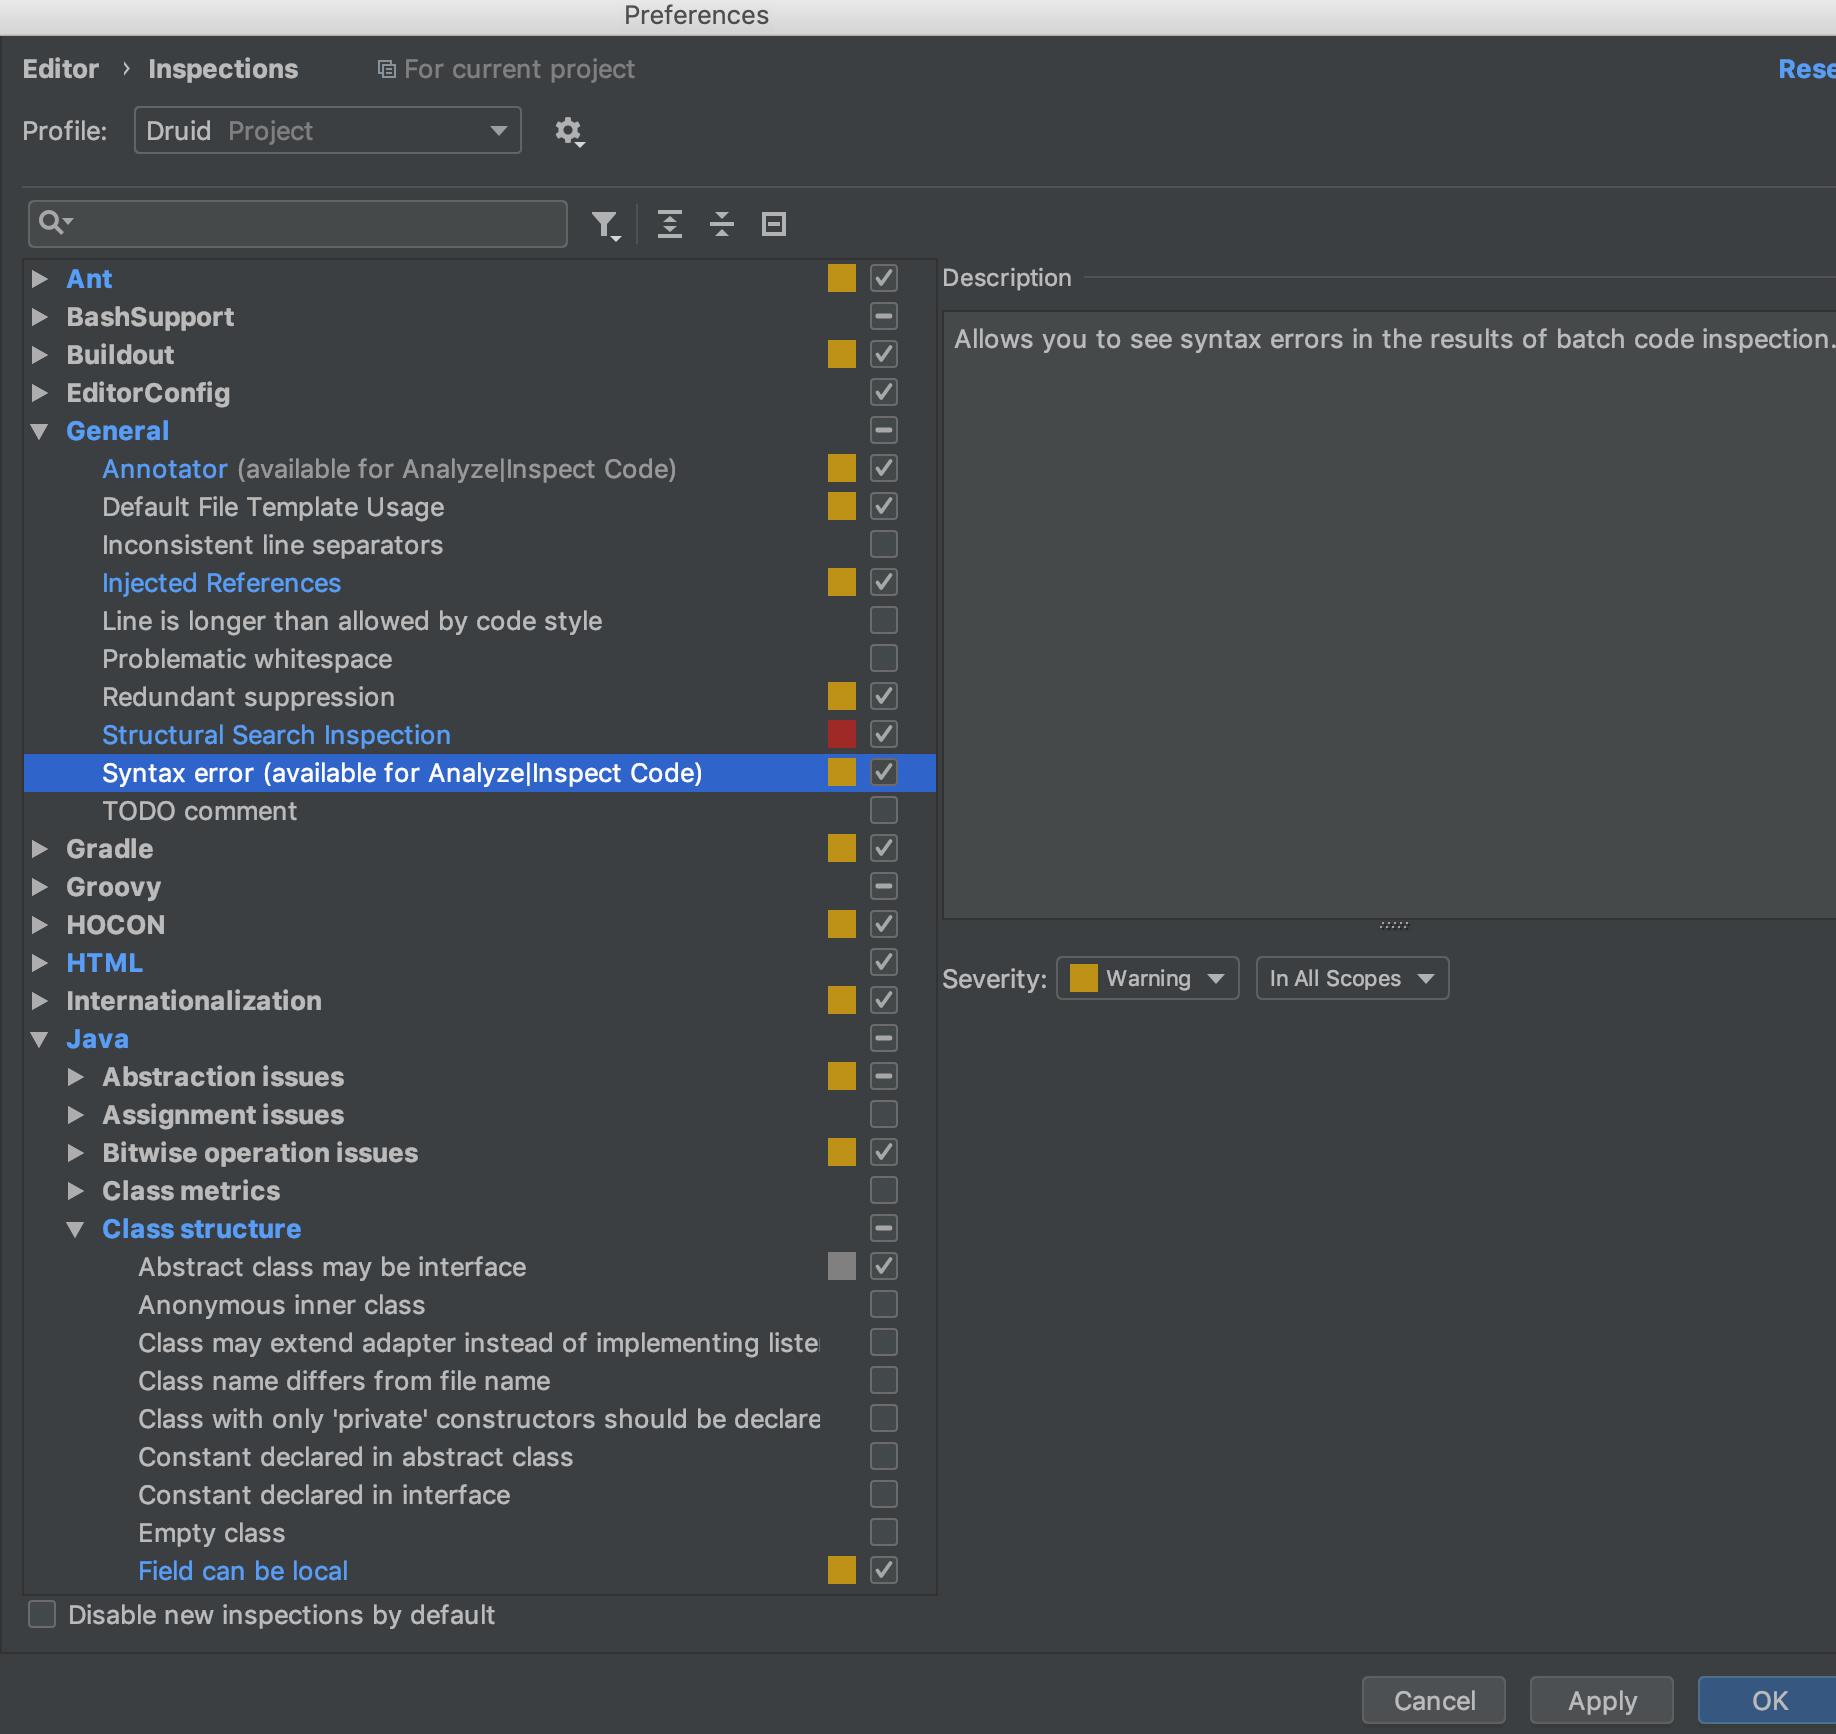 Preferences
Editor › Inspections For current project Rese
Profile: Druid Project
Ant
BashSupport
Buildout
EditorConfig
General
Annotator (available for Analyze|Inspect Code)
Default File Template Usage
Inconsistent line separators
Injected References
Line is longer than allowed by code style
Problematic whitespace
Redundant suppression
Structural Search Inspection
Syntax error (available for Analyze|Inspect Code)
TODO comment
Gradle
Groovy
HOCON
HTML
Internationalization
Java
Abstraction issues
Assignment issues
Bitwise operation issues
Class metrics
Class structure
Abstract class may be interface
Anonymous inner class
Class may extend adapter instead of implementing liste
Class name differs from file name
Class with only 'private' constructors should be declare
Constant declared in abstract class
Constant declared in interface
Empty class
Field can be local
Disable new inspections by default
Description
Allows you to see syntax errors in the results of batch code inspection.
Severity: Warning In All Scopes
Cancel Apply OK